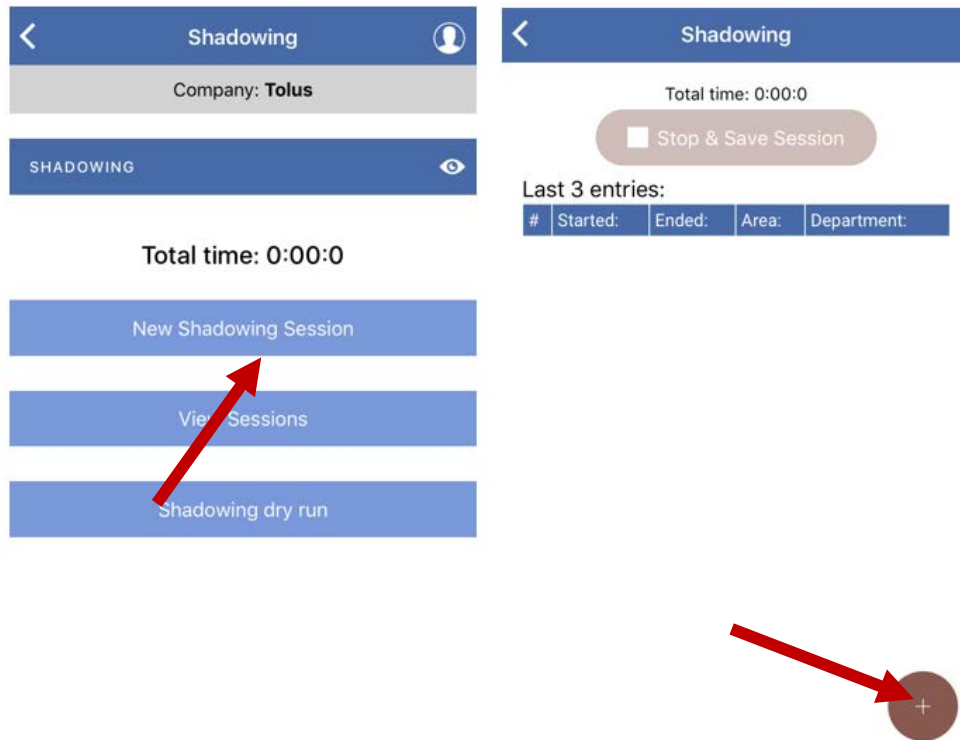 Shadowing
Company: Tolus
SHADOWING
Total time: 0:00:0
New Shadowing Session
View Sessions
Shadowing dry run
Shadowing
Total time: 0:00:0
Stop & Save Session
Last 3 entries:
# Started: Ended: Area: Department:
+